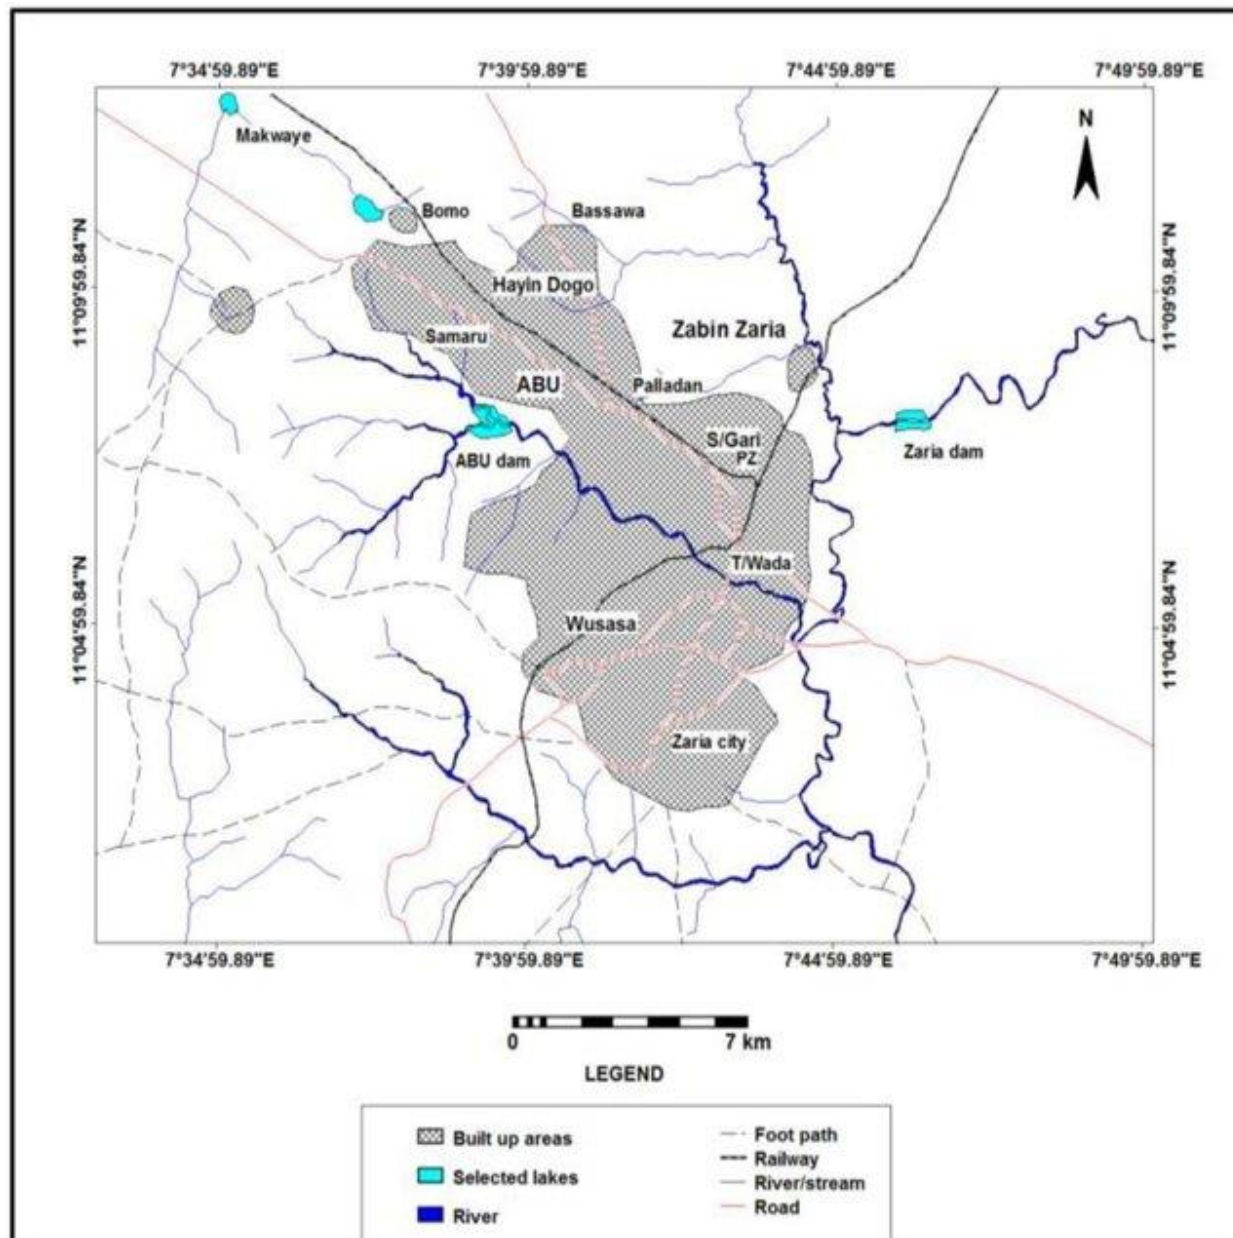 7°34'59.89"E
7°39'59.89"E
7°44'59.89"E
7°49'59.89"E
Makwaye
N
Bomo
Bassawa
11°09'59.84"N
11°09'59.84"N
Hayin Dogo
Zabin Zaria
Samaru
ABU
Palladan
S/Gari
PZ
ABU dam
Zaria dam
T/Wada
11°04'59.84"N
11°04'59.84"N
Wusasa
Zaria city
7°34'59.89"E
7°39'59.89"E
7°44'59.89"E
7°49'59.89"E
0
7 km
LEGEND
Built up areas
Selected lakes
River
Foot path
Railway
River/stream
Road